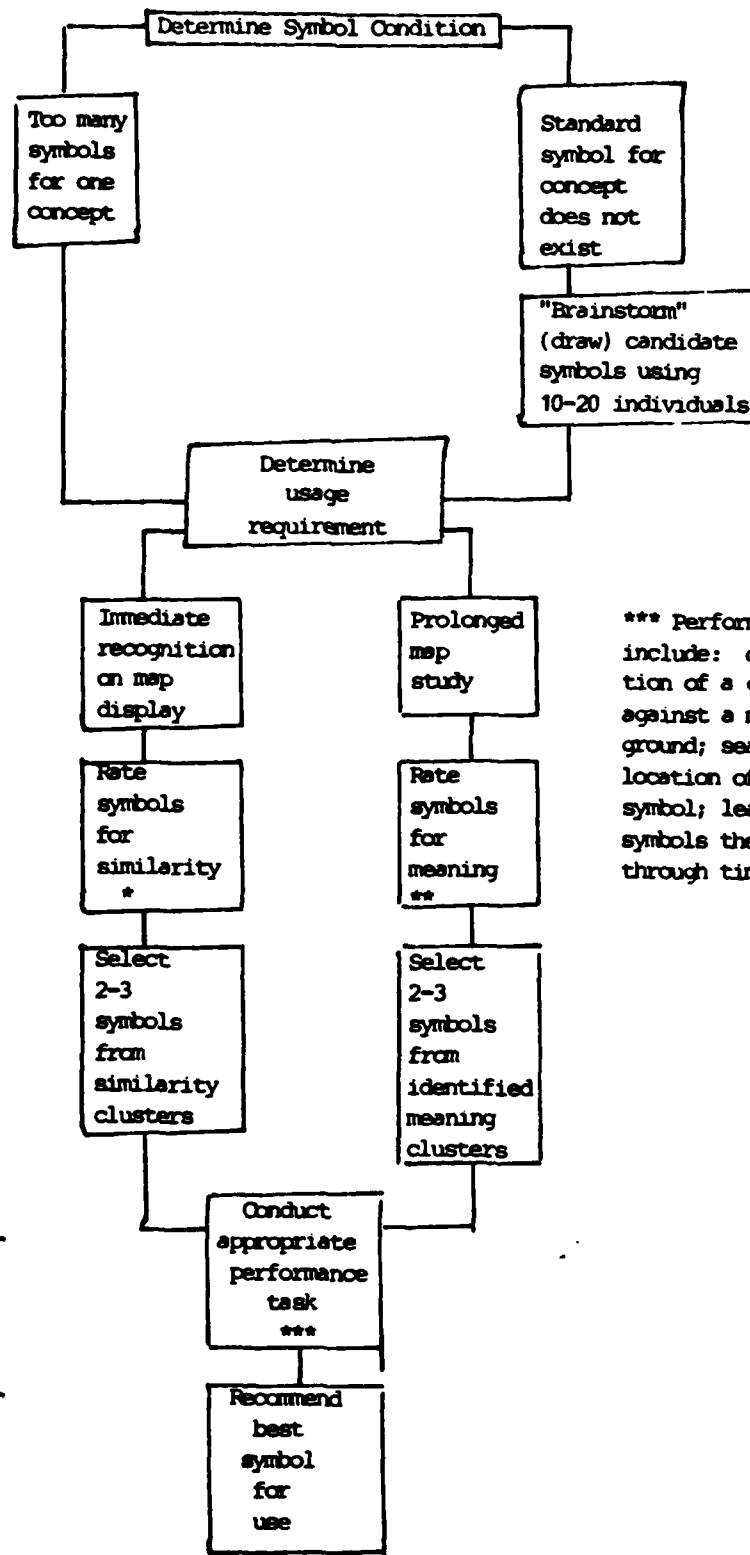 Determine Symbol Condition
Too many
symbols
for one
concept
Standard
symbol for
concept
does not
exist
"Brainstorm"
(draw) candidate
symbols using
10-20 individuals
Determine
usage
requirement
Immediate
recognition
on map
display
Prolonged
map
study
Rate
symbols
for
similarity
*
Rate
symbols
for
meaning
**
Select
2-3
symbols
from
similarity
clusters
Select
2-3
symbols
from
identified
meaning
clusters
*** Perfor
include:
tion of a
against a
ground; sea
location of
symbol; lea
symbols the
through ti
Conduct
appropriate
performance
task
***
Recommend
best
symbol
for
use